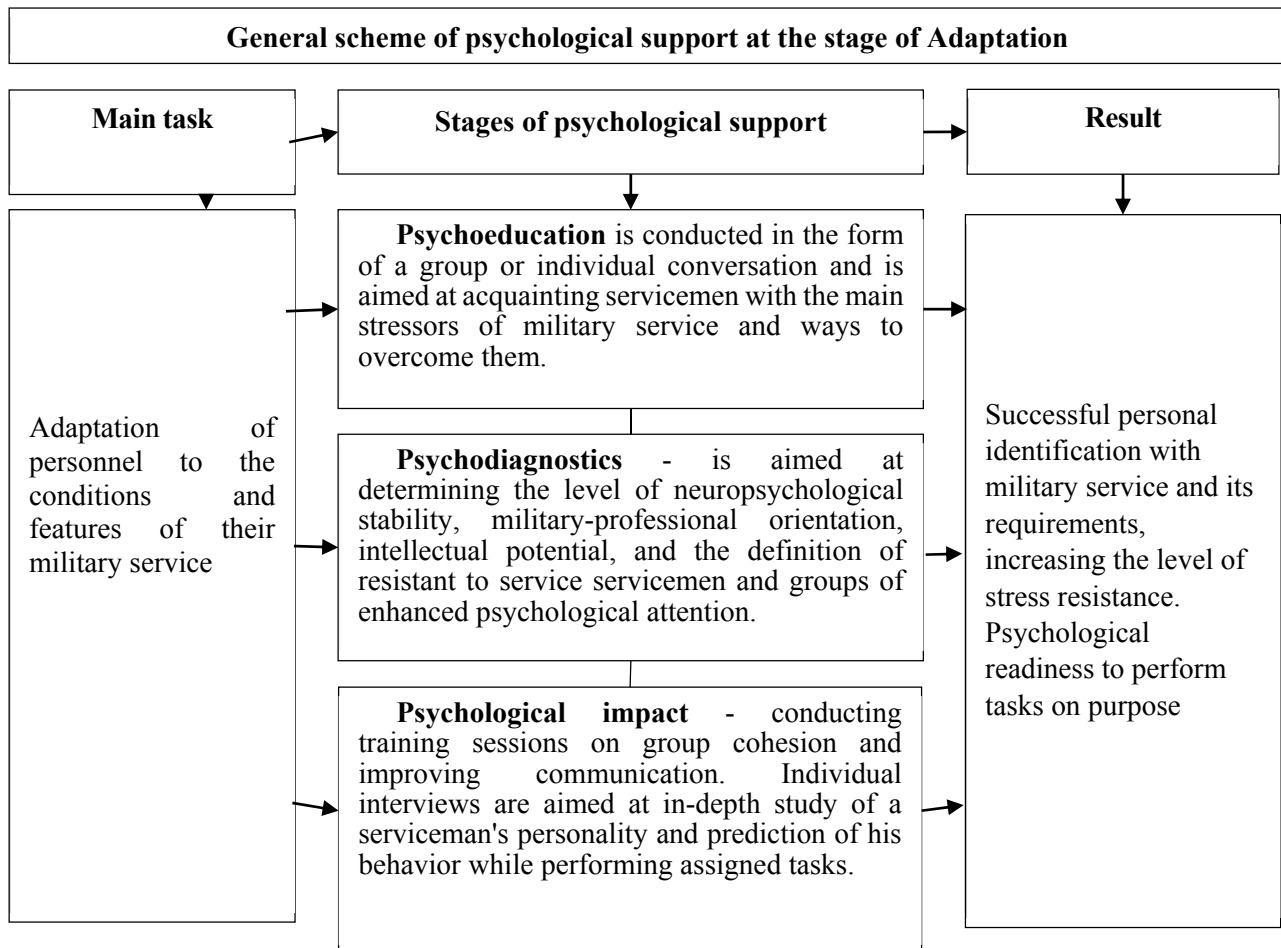 General scheme of psychological support at the stage of Adaptation
Main task
Stages of psychological support
Result
Adaptation of
personnel to the
conditions and
features of their
military service
Psychoeducation is conducted in the form
of a group or individual conversation and is
aimed at acquainting servicemen with the main
stressors of military service and ways to
overcome them.
Psychodiagnostics - is aimed at
determining the level of neuropsychological
stability, military-professional orientation,
intellectual potential, and the definition of
resistant to service servicemen and groups of
enhanced psychological attention.
Psychological impact - conducting
training sessions on group cohesion and
improving communication. Individual
interviews are aimed at in-depth study of a
serviceman's personality and prediction of his
behavior while performing assigned tasks.
Successful personal
identification with
military service and its
requirements,
increasing the level of
stress resistance.
Psychological
readiness to perform
tasks on purpose